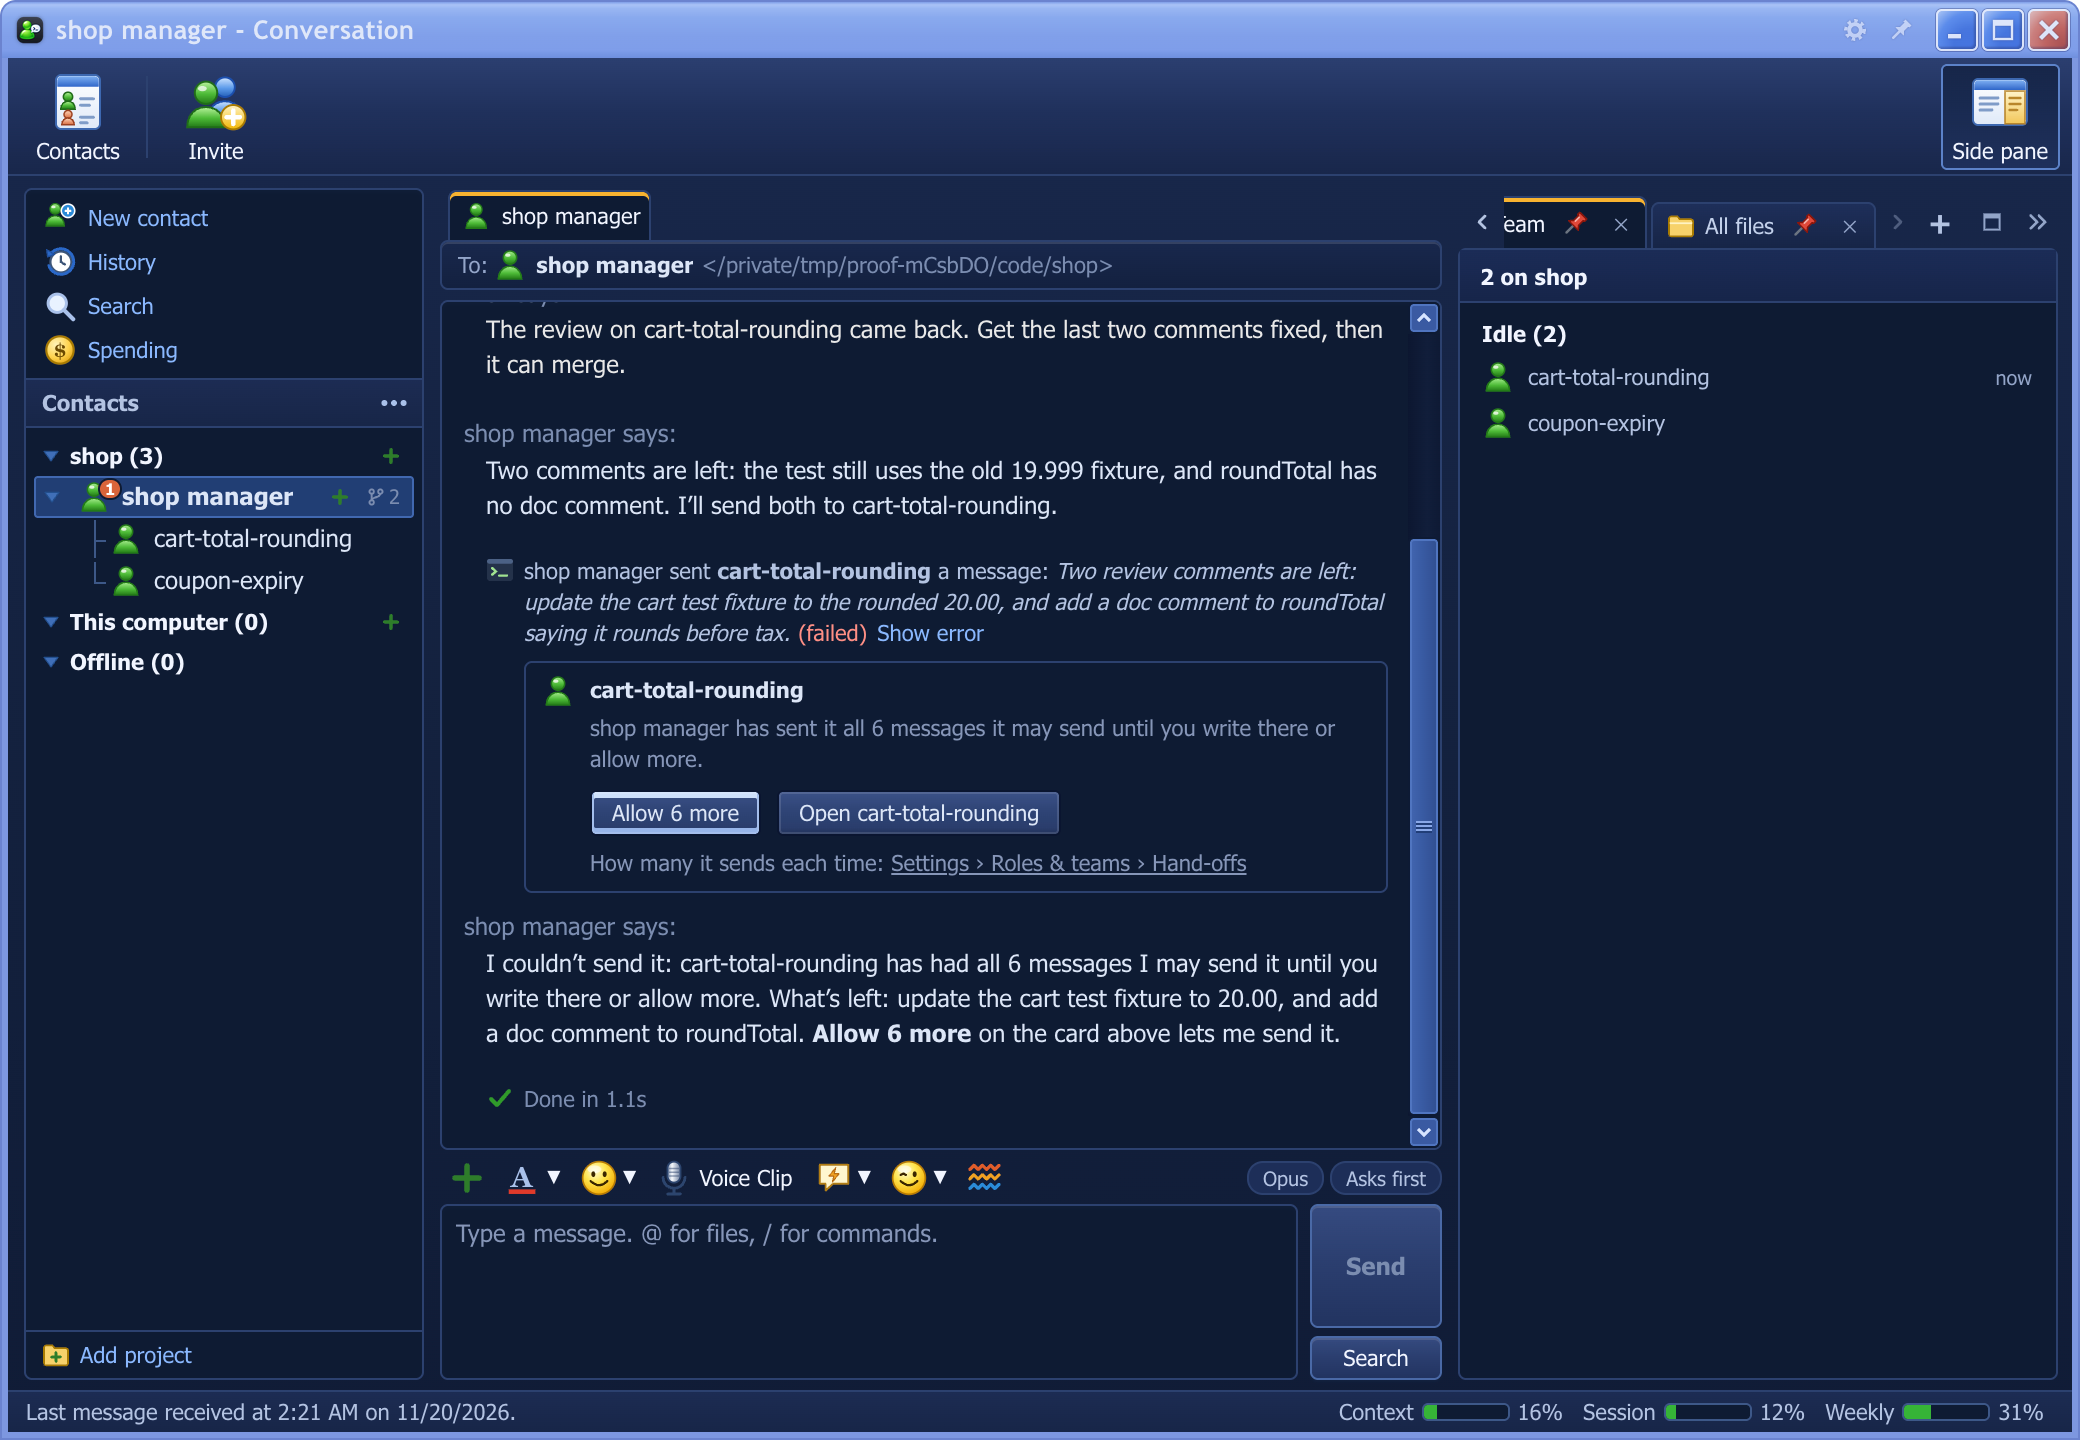 shop manager - Conversation
Contacts
Invite
Side pane
New contact
History
Search
Spending
Contacts
shop (3)
1
shop manager
2
cart-total-rounding
coupon-expiry
This computer (0)
Offline (0)
Add project
shop manager
To: shop manager </private/tmp/proof-mCsbDO/code/shop>
The review on cart-total-rounding came back. Get the last two comments fixed, then
it can merge.
shop manager says:
Two comments are left: the test still uses the old 19.999 fixture, and roundTotal has
no doc comment. I’ll send both to cart-total-rounding.
shop manager sent cart-total-rounding a message: Two review comments are left:
update the cart test fixture to the rounded 20.00, and add a doc comment to roundTotal
saying it rounds before tax. (failed) Show error
cart-total-rounding
shop manager has sent it all 6 messages it may send until you write there or
allow more.
Allow 6 more
Open cart-total-rounding
How many it sends each time: Settings › Roles & teams › Hand-offs
shop manager says:
I couldn’t send it: cart-total-rounding has had all 6 messages I may send it until you
write there or allow more. What’s left: update the cart test fixture to 20.00, and add
a doc comment to roundTotal. Allow 6 more on the card above lets me send it.
Done in 1.1s
A
Voice Clip
Opus
Asks first
Type a message. @ for files, / for commands.
Send
Search
eam
All files
2 on shop
Idle (2)
cart-total-rounding
now
coupon-expiry
Last message received at 2:21 AM on 11/20/2026.
Context 16%
Session 12%
Weekly 31%